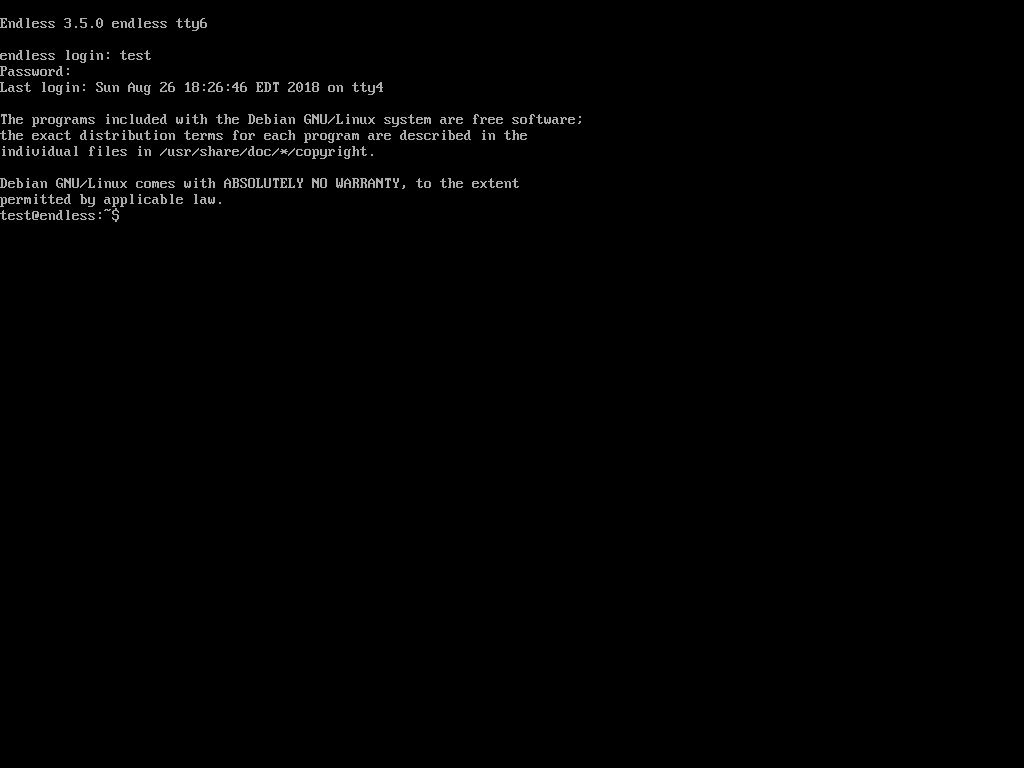 Endless 3.5.0 endless tty6
endless login: test
Password:
Last login: Sun Aug 26 18:26:46 EDT 2018 on tty4
The programs included with the Debian GNU/Linux system are free software;
the exact distribution terms for each program are described in the
individual files in /usr/share/doc/*/copyright.
Debian GNU/Linux comes with ABSOLUTELY NO WARRANTY, to the extent
permitted by applicable law.
test@endless:~$